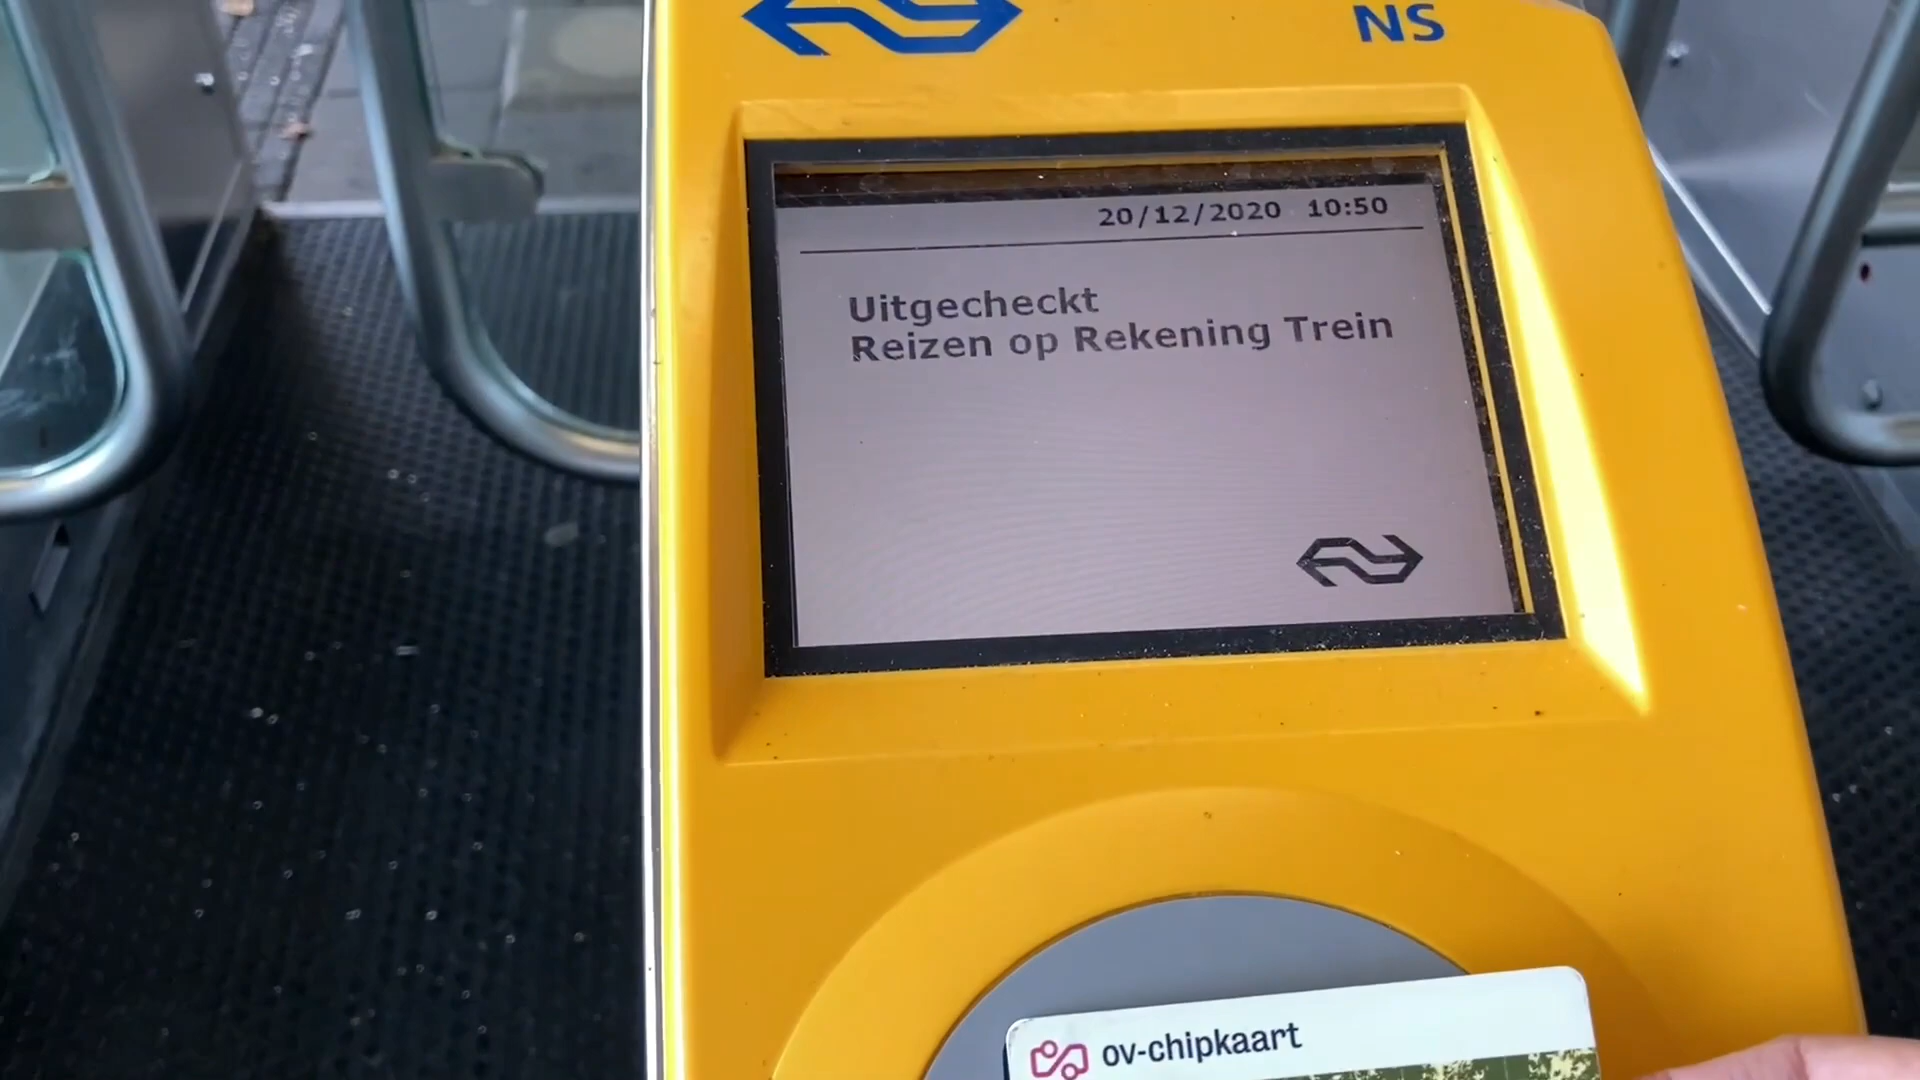 NS
20/12/2020 10:50
Uitgecheckt
Reizen op Rekening Trein
ov-chipkaart